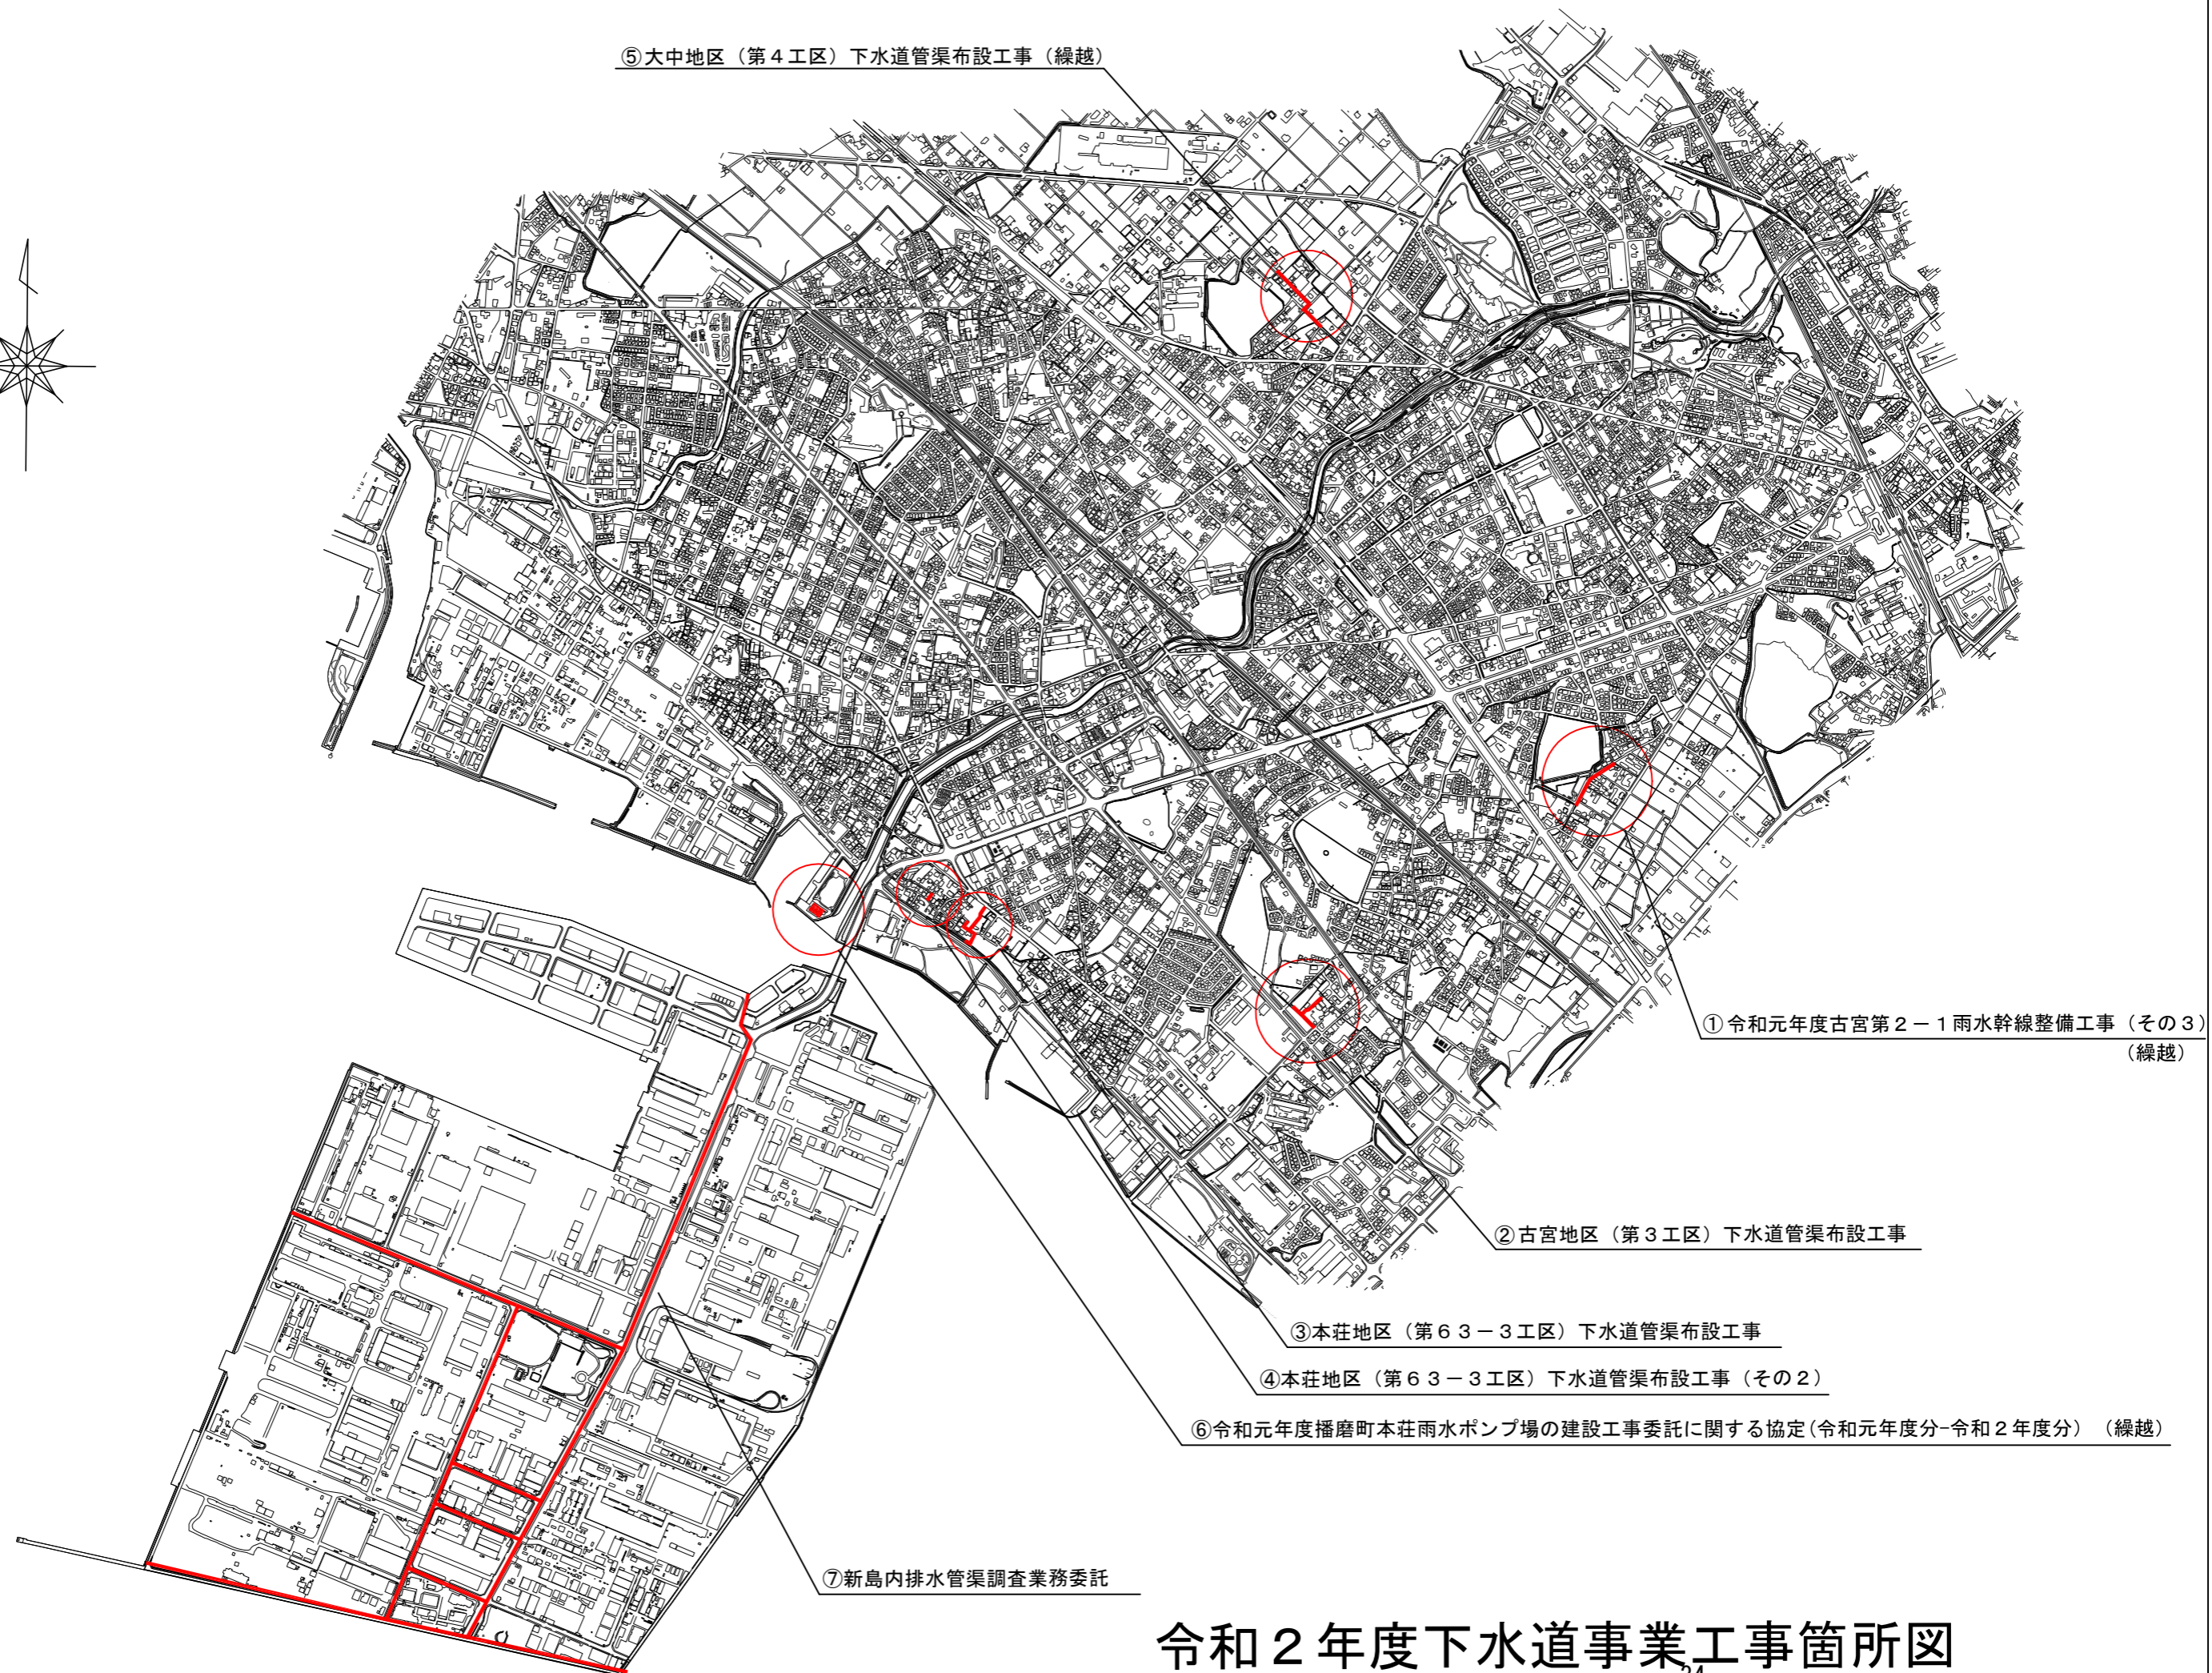 ⑤大中地区（第４工区）下水道管渠布設工事（繰越）
①令和元年度古宮第２－１雨水幹線整備工事（その３）
（繰越）
②古宮地区（第３工区）下水道管渠布設工事
③本荘地区（第６３－３工区）下水道管渠布設工事
④本荘地区（第６３－３工区）下水道管渠布設工事（その２）
⑥令和元年度播磨町本荘雨水ポンプ場の建設工事委託に関する協定(令和元年度分-令和２年度分）（繰越）
⑦新島内排水管渠調査業務委託
令和２年度下水道事業工事箇所図
24